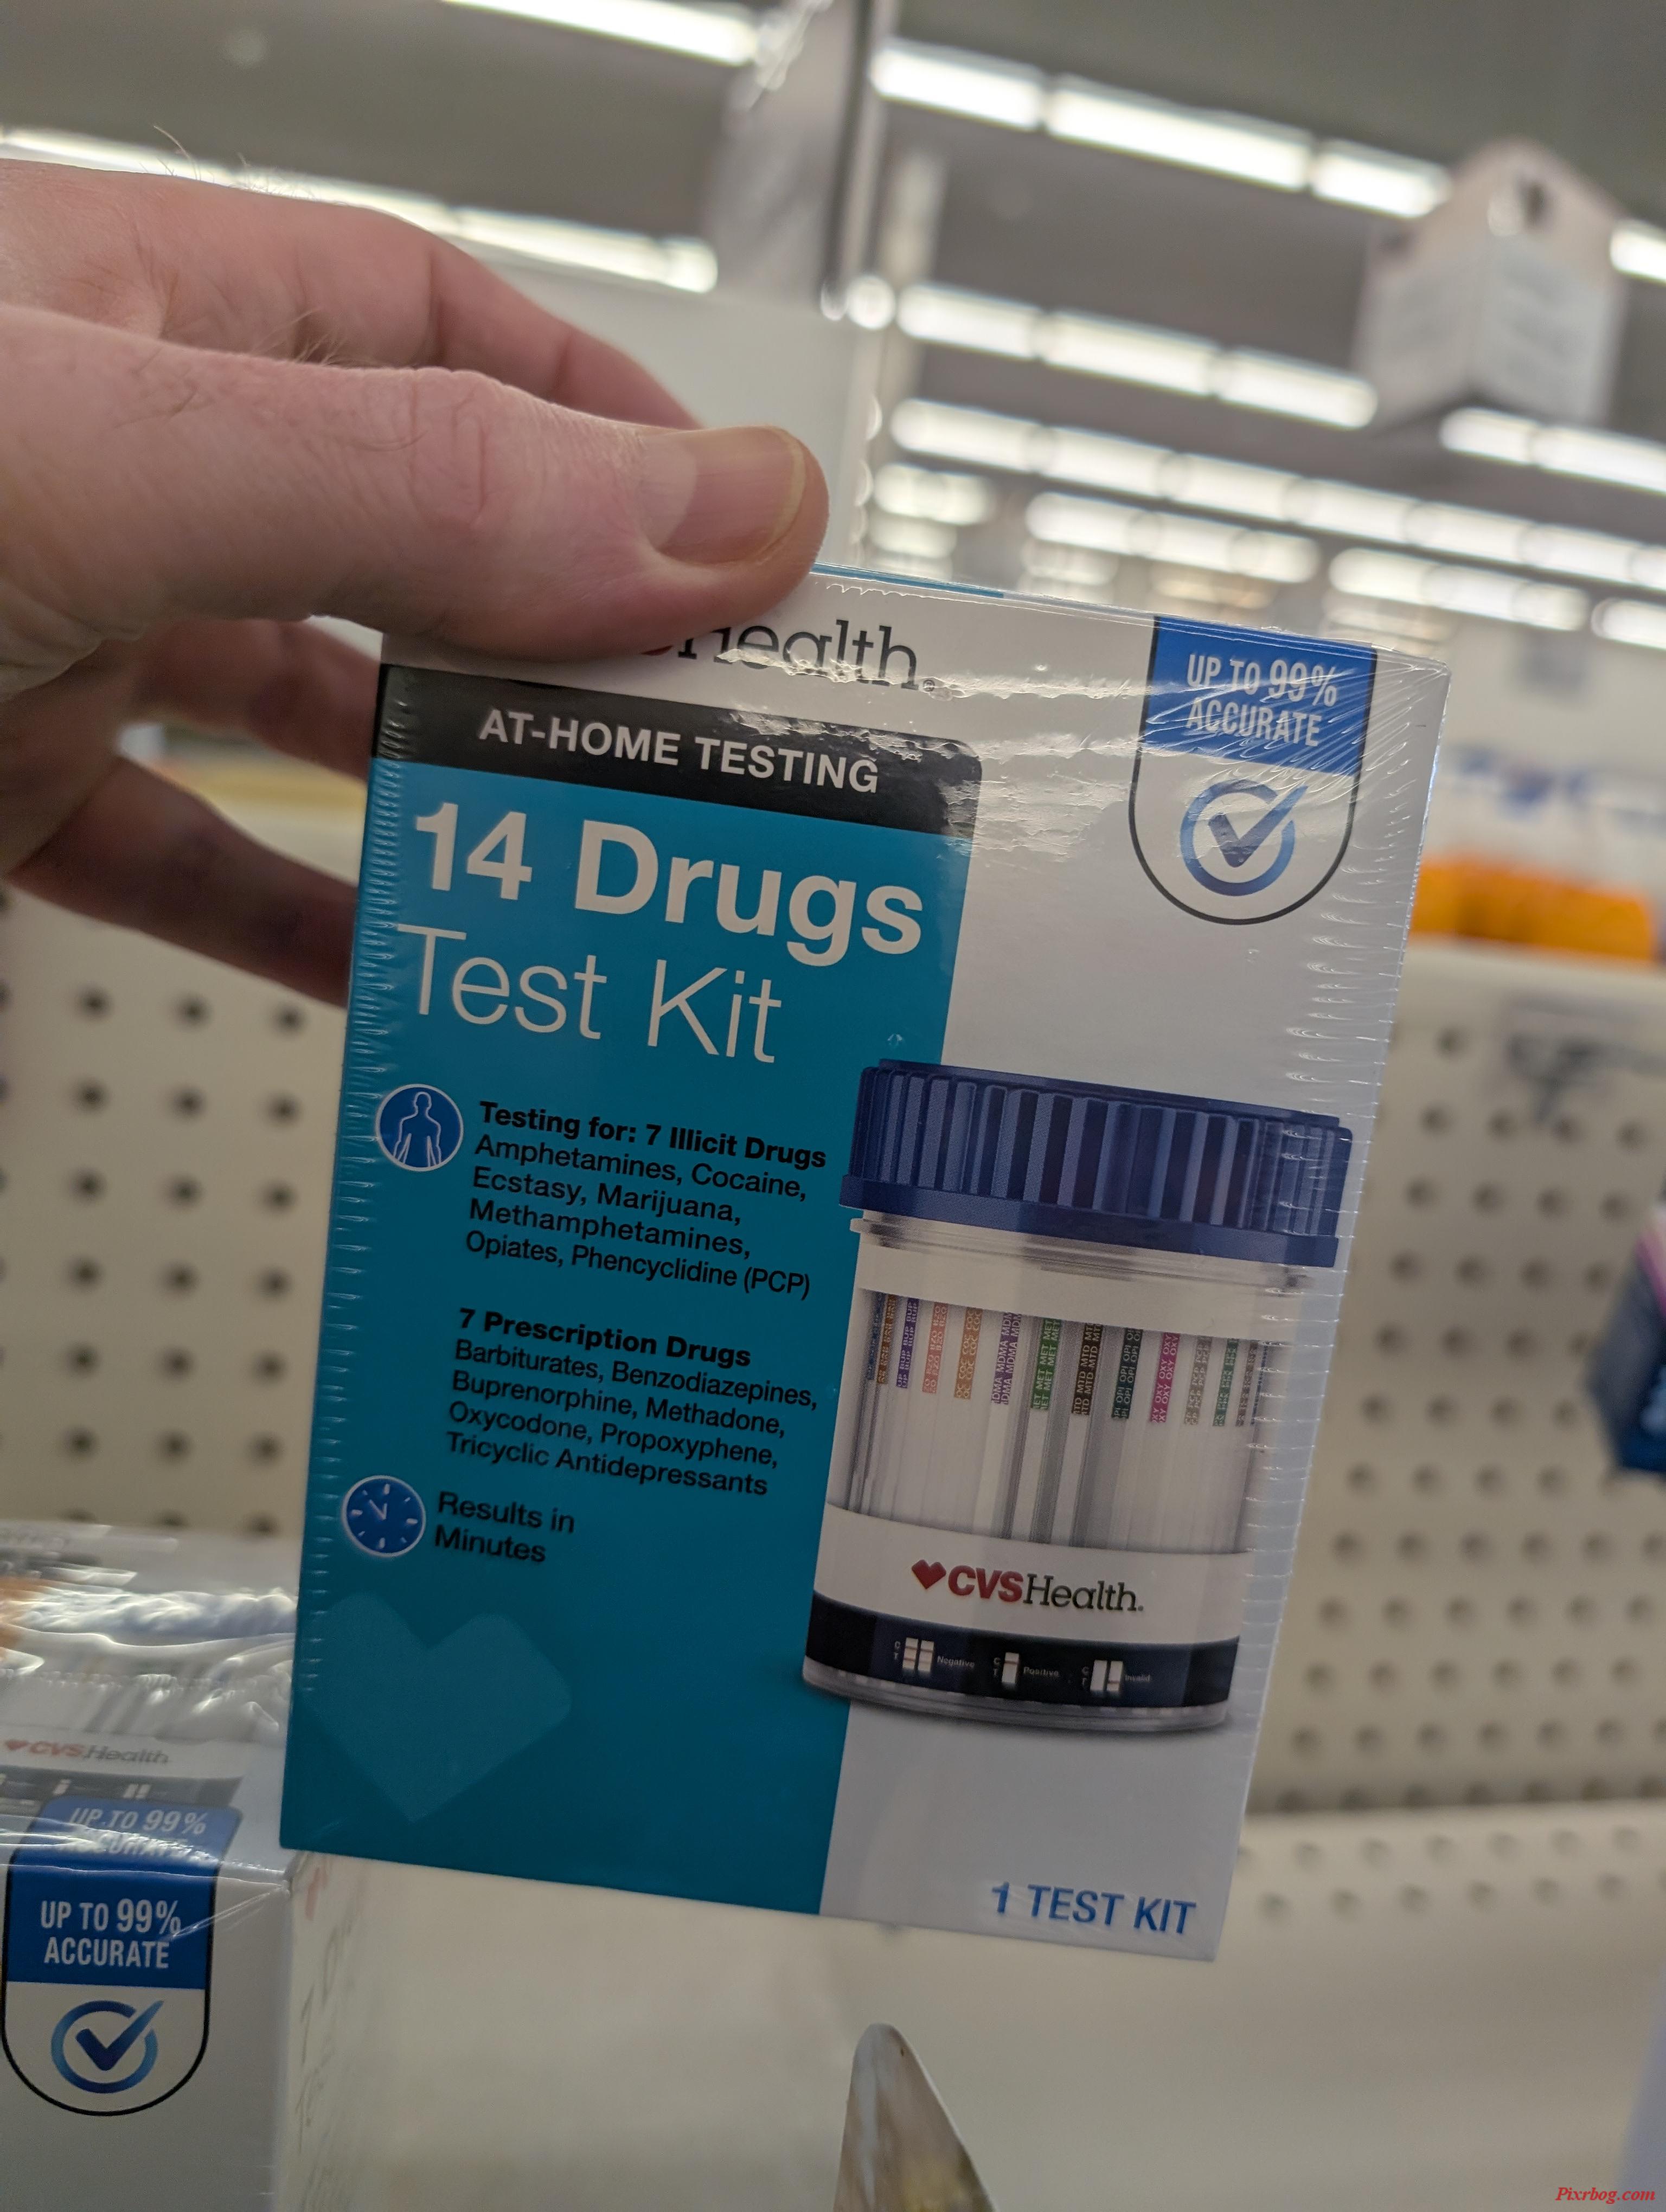 Health.
UP TO 99%
ACCURATE
AT-HOME TESTING
14 Drugs
Test Kit
Testing for: 7 Illicit Drugs
Amphetamines, Cocaine,
Ecstasy, Marijuana,
Methamphetamines,
Opiates, Phencyclidine (PCP)
7 Prescription Drugs
Barbiturates, Benzodiazepines,
Buprenorphine, Methadone,
Oxycodone, Propoxyphene,
Tricyclic Antidepressants
Results in
Minutes
CVSHealth.
C
T
Negative
C
T
Positive
C
T
Invalid
1 TEST KIT
CVSHealth
UP TO 99%
ACCURATE
UP TO 99%
ACCURATE
Pixrbog.com